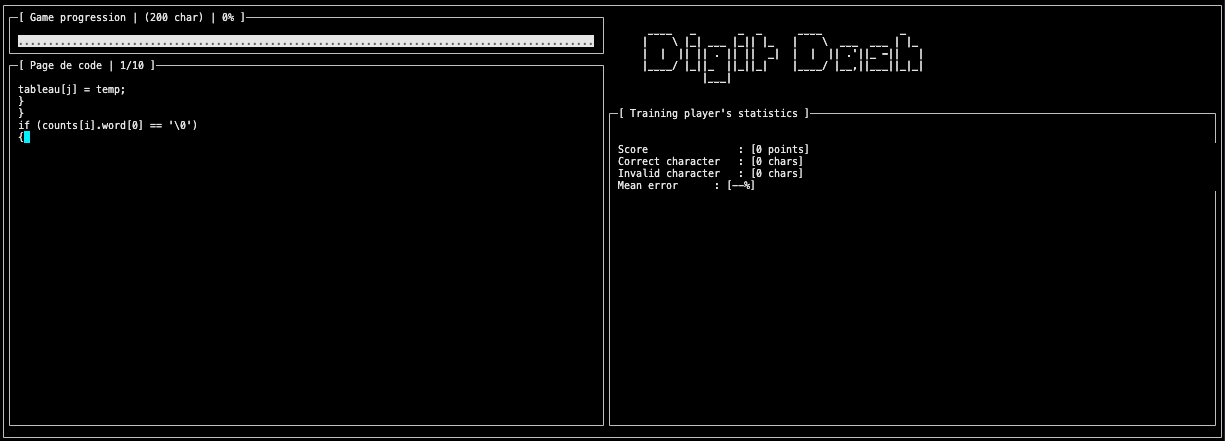 [ Game progression | (200 char) | 0% ]
Digit Dash
[ Page de code | 1/10 ]
tableau[j] = temp;
}
}
if (counts[i].word[0] == '\0')
{
[ Training player's statistics ]
Score : [0 points]
Correct character : [0 chars]
Invalid character : [0 chars]
Mean error : [--%]